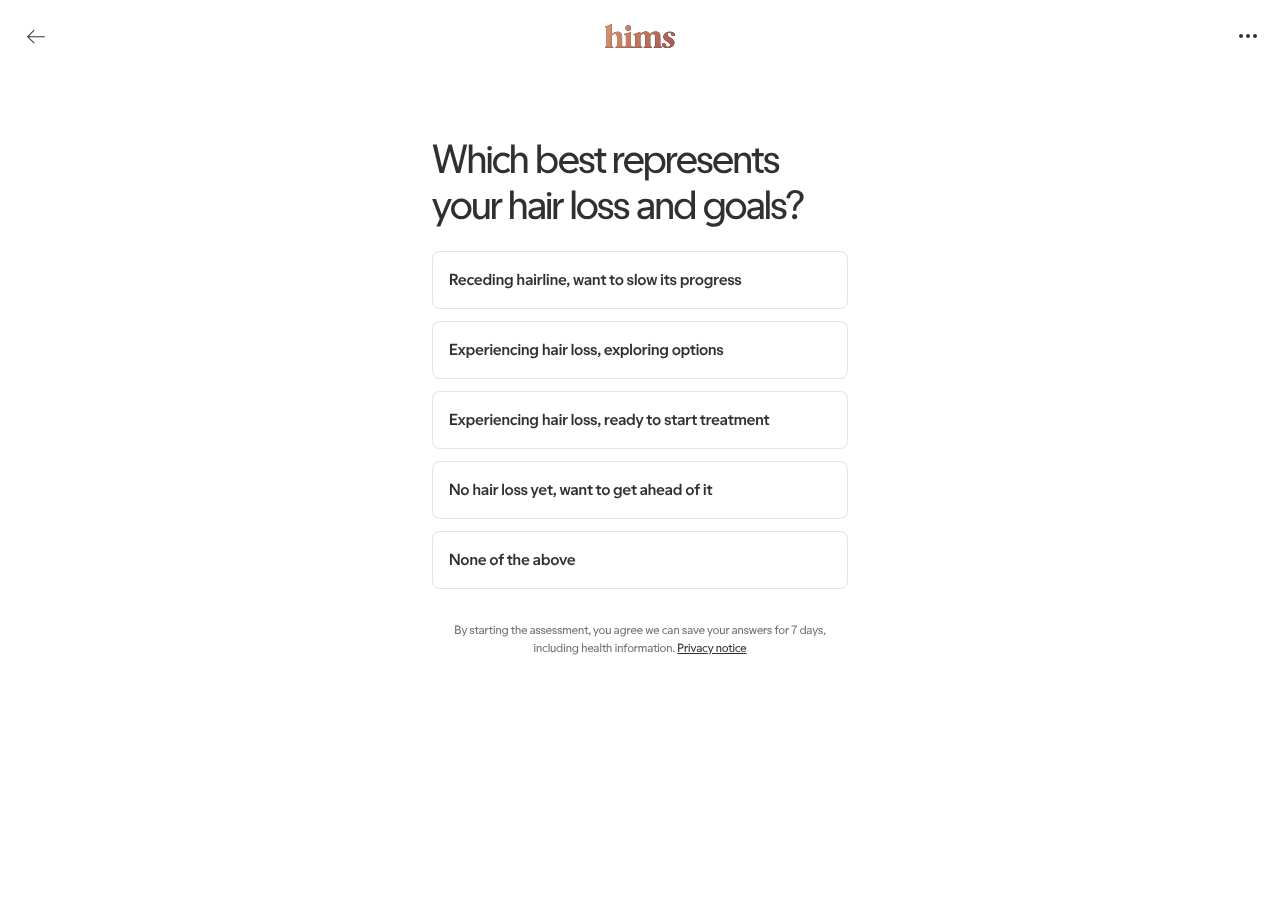 hims
Which best represents
your hair loss and goals?
Receding hairline, want to slow its progress
Experiencing hair loss, exploring options
Experiencing hair loss, ready to start treatment
No hair loss yet, want to get ahead of it
None of the above
By starting the assessment, you agree we can save your answers for 7 days,
including health information. Privacy notice